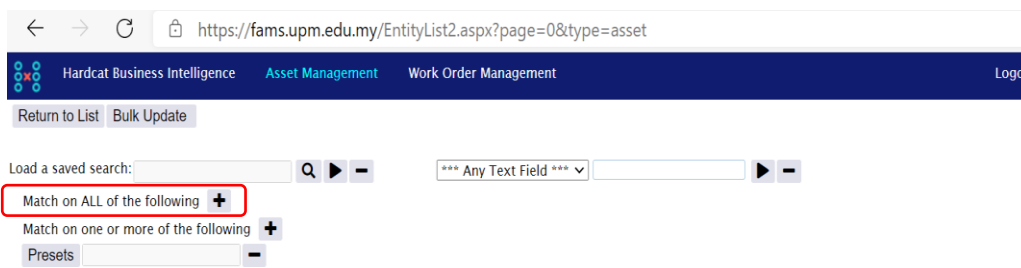 https://fams.upm.edu.my/EntityList2.aspx?page=0&type=asset
Hardcat Business Intelligence Asset Management Work Order Management Logo
Return to List Bulk Update
Load a saved search: *** Any Text Field ***
Match on ALL of the following
Match on one or more of the following
Presets